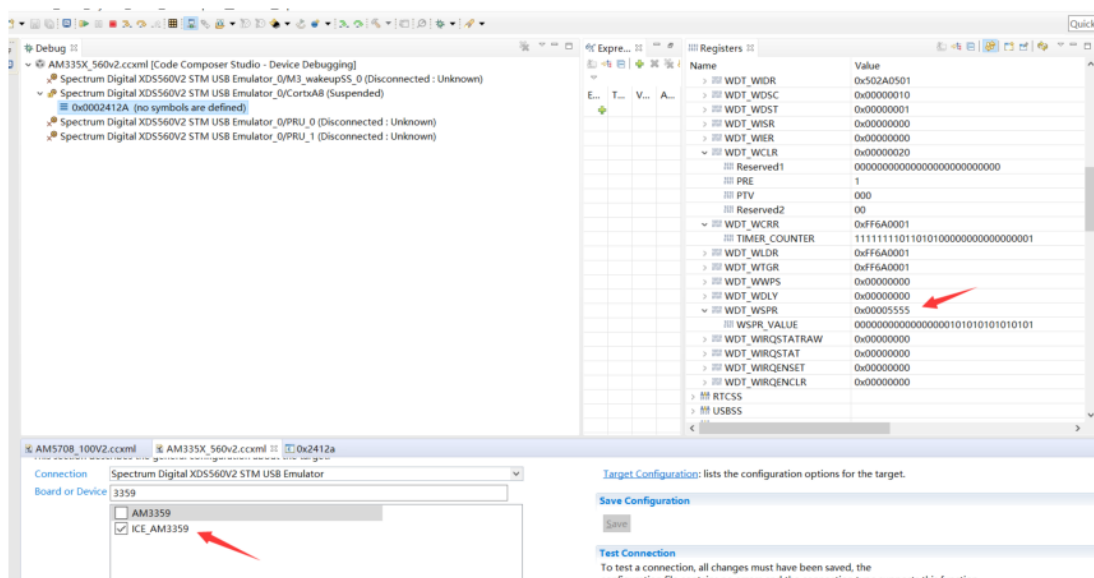 Quick
Debug
AM335X_560v2.ccxml [Code Composer Studio - Device Debugging]
Spectrum Digital XDS560V2 STM USB Emulator_0/M3_wakeupSS_0 (Disconnected : Unknown)
Spectrum Digital XDS560V2 STM USB Emulator_0/CortxA8 (Suspended)
0x0002412A (no symbols are defined)
Spectrum Digital XDS560V2 STM USB Emulator_0/PRU_0 (Disconnected : Unknown)
Spectrum Digital XDS560V2 STM USB Emulator_0/PRU_1 (Disconnected : Unknown)
Expre...
E... T... V... A...
Registers
Name Value
WDT_WIDR 0x502A0501
WDT_WDSC 0x00000010
WDT_WDST 0x00000001
WDT_WISR 0x00000000
WDT_WIER 0x00000000
WDT_WCLR 0x00000020
Reserved1 00000000000000000000000000
PRE 1
PTV 000
Reserved2 00
WDT_WCRR 0xFF6A0001
TIMER_COUNTER 11111111011010100000000000000001
WDT_WLDR 0xFF6A0001
WDT_WTGR 0xFF6A0001
WDT_WWPS 0x00000000
WDT_WDLY 0x00000000
WDT_WSPR 0x00005555
WSPR_VALUE 00000000000000000101010101010101
WDT_WIRQSTATRAW 0x00000000
WDT_WIRQSTAT 0x00000000
WDT_WIRQENSET 0x00000000
WDT_WIRQENCLR 0x00000000
RTCSS
USBSS
AM5708_100V2.ccxml AM335X_560v2.ccxml 0x2412a
Connection Spectrum Digital XDS560V2 STM USB Emulator
Board or Device 3359
AM3359
ICE_AM3359
Target Configuration: lists the configuration options for the target.
Save Configuration
Save
Test Connection
To test a connection, all changes must have been saved, the